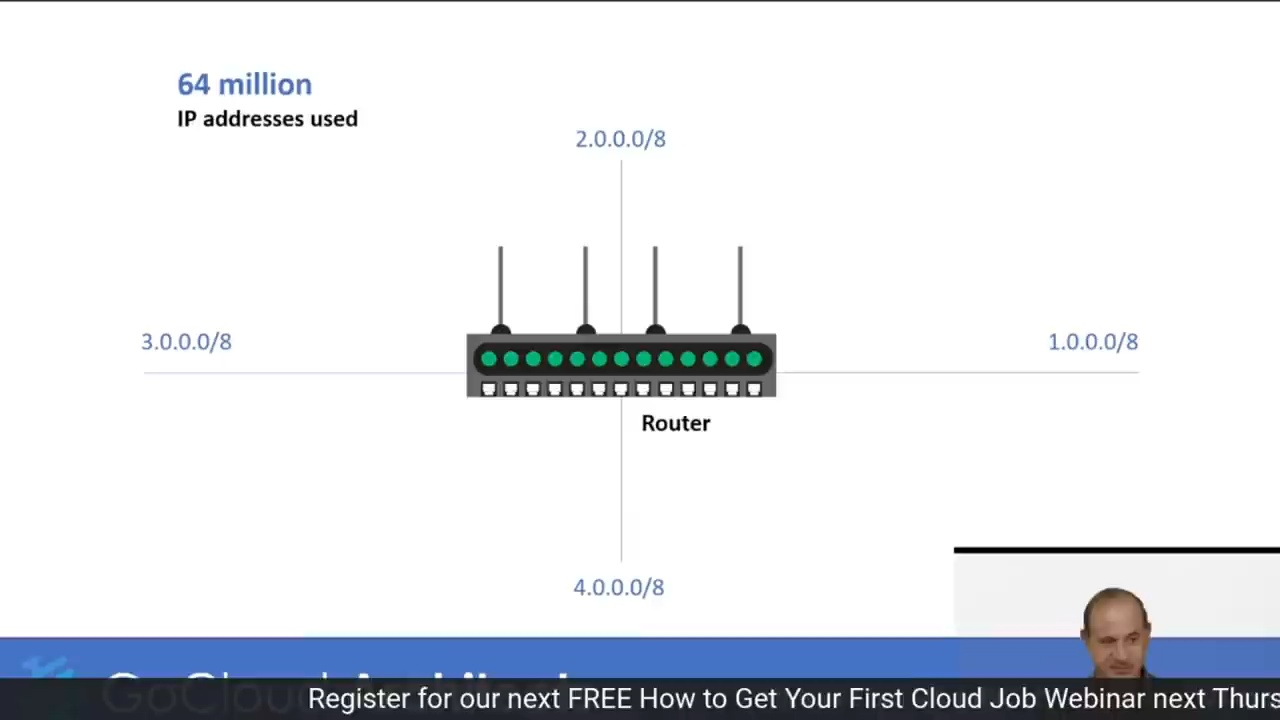 64 million
IP addresses used
2.0.0.0/8
3.0.0.0/8
1.0.0.0/8
Router
4.0.0.0/8
GoCloud Architects
Register for our next FREE How to Get Your First Cloud Job Webinar next Thurs